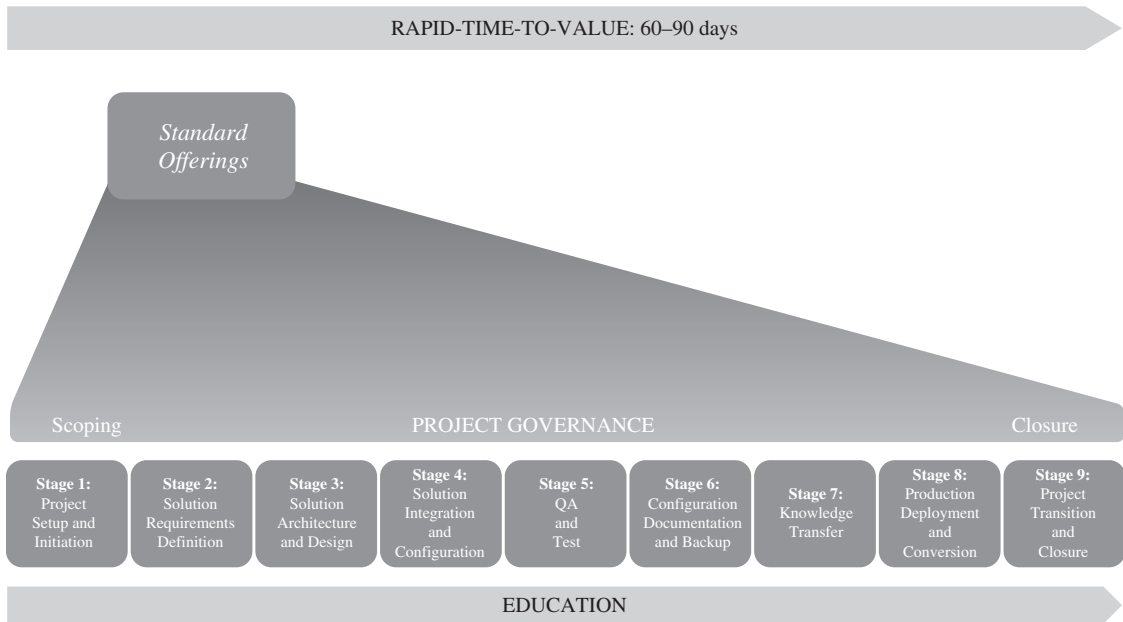 RAPID-TIME-TO-VALUE: 60–90 days
Standard
Offerings
Scoping
PROJECT GOVERNANCE
Closure
Stage 1:
Project
Setup and
Initiation
Stage 2:
Solution
Requirements
Definition
Stage 3:
Solution
Architecture
and Design
Stage 4:
Solution
Integration
and
Configuration
Stage 5:
QA
and
Test
Stage 6:
Configuration
Documentation
and Backup
Stage 7:
Knowledge
Transfer
Stage 8:
Production
Deployment
and
Conversion
Stage 9:
Project
Transition
and
Closure
EDUCATION